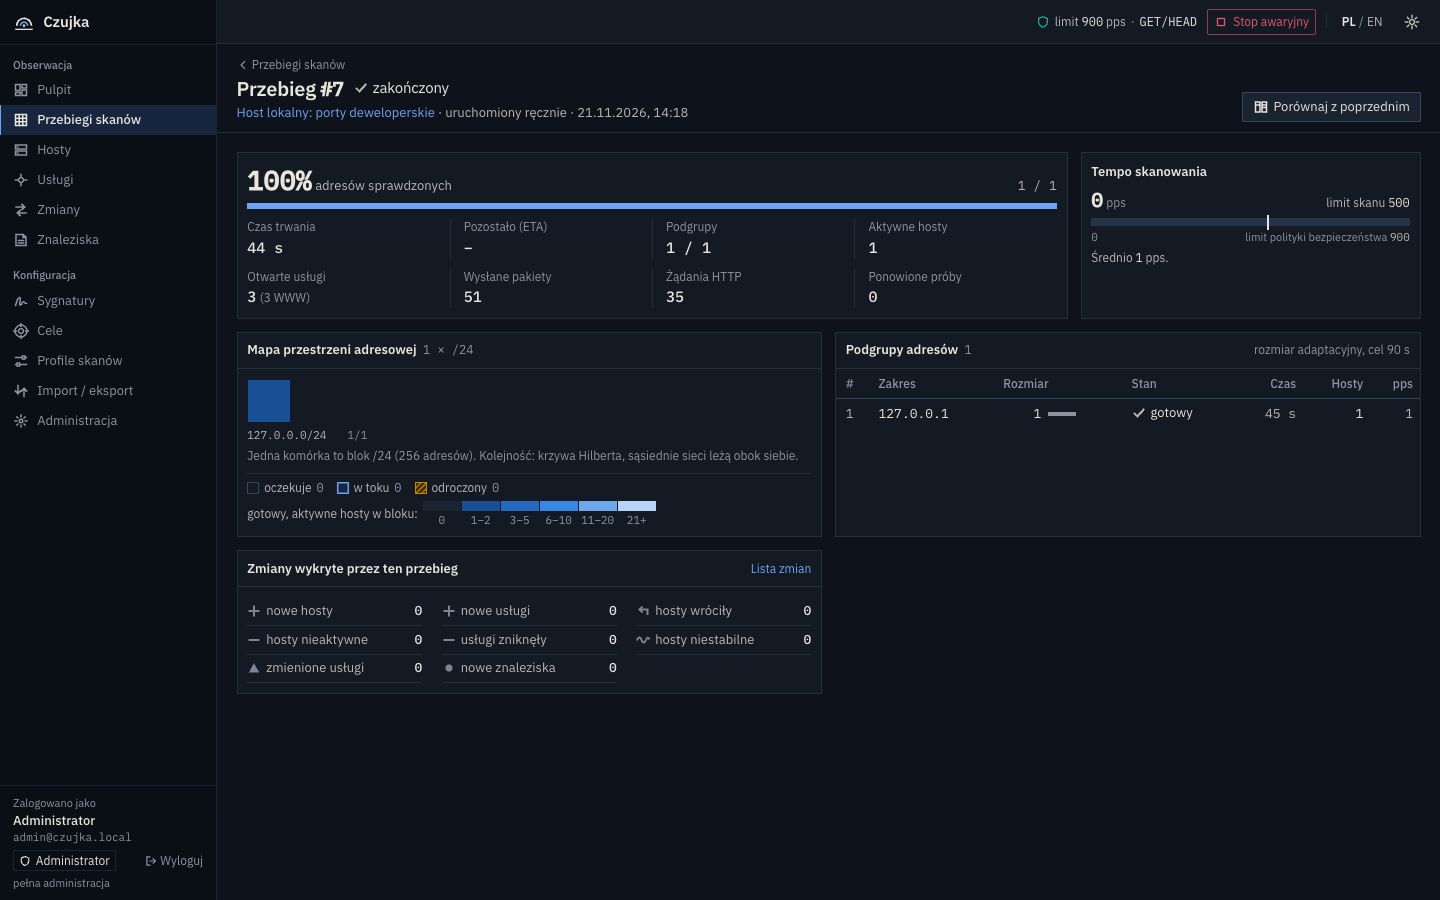 Czujka
limit 900 pps · GET/HEAD
Stop awaryjny
PL / EN
Obserwacja
Pulpit
Przebiegi skanów
Hosty
Usługi
Zmiany
Znaleziska
Konfiguracja
Sygnatury
Cele
Profile skanów
Import / eksport
Administracja
Zalogowano jako
Administrator
admin@czujka.local
Administrator
Wyloguj
pełna administracja
Przebiegi skanów
Przebieg #7 zakończony
Host lokalny: porty deweloperskie · uruchomiony ręcznie · 21.11.2026, 14:18
Porównaj z poprzednim
100% adresów sprawdzonych 1 / 1
Czas trwania
44 s
Pozostało (ETA)
–
Podgrupy
1 / 1
Aktywne hosty
1
Otwarte usługi
3 (3 WWW)
Wysłane pakiety
51
Żądania HTTP
35
Ponowione próby
0
Tempo skanowania
0 pps limit skanu 500
0 limit polityki bezpieczeństwa 900
Średnio 1 pps.
Mapa przestrzeni adresowej 1 × /24
127.0.0.0/24 1/1
Jedna komórka to blok /24 (256 adresów). Kolejność: krzywa Hilberta, sąsiednie sieci leżą obok siebie.
oczekuje 0 w toku 0 odroczony 0
gotowy, aktywne hosty w bloku:
0 1–2 3–5 6–10 11–20 21+
Podgrupy adresów 1 rozmiar adaptacyjny, cel 90 s
# Zakres Rozmiar Stan Czas Hosty pps
1 127.0.0.1 1 gotowy 45 s 1 1
Zmiany wykryte przez ten przebieg Lista zmian
nowe hosty 0 nowe usługi 0 hosty wróciły 0
hosty nieaktywne 0 usługi zniknęły 0 hosty niestabilne 0
zmienione usługi 0 nowe znaleziska 0